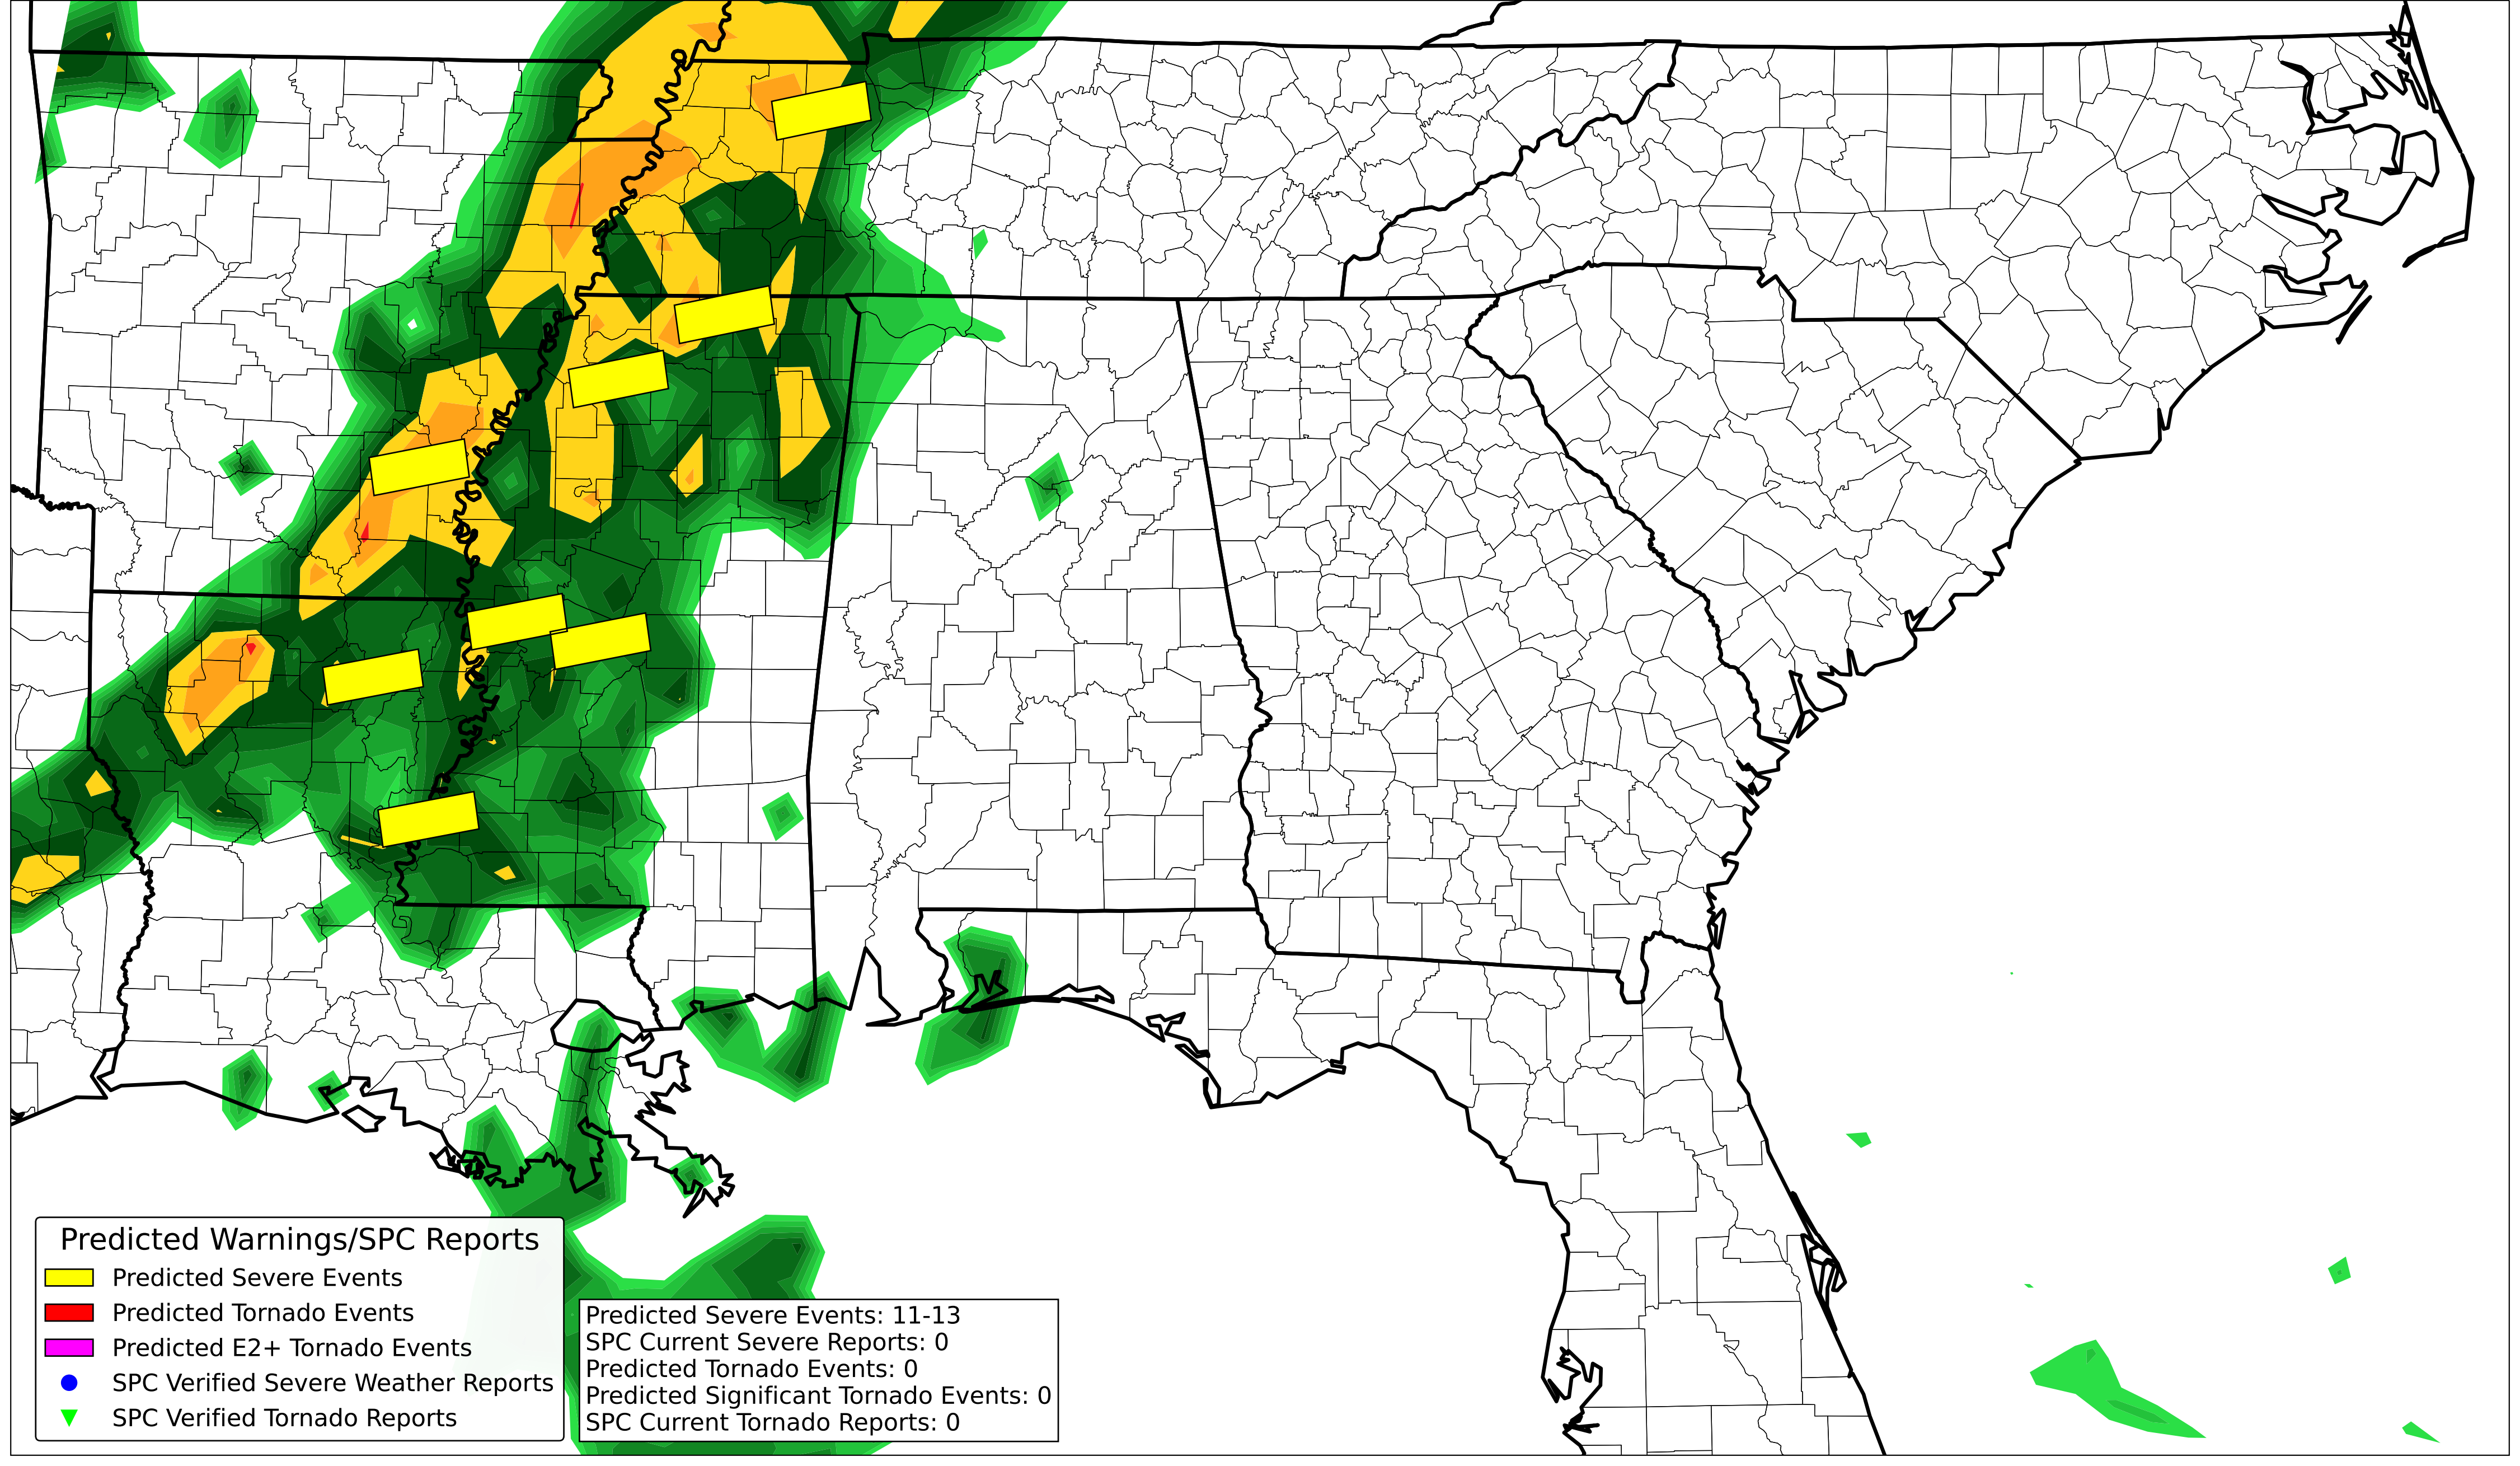 Predicted Warnings/SPC Reports
Predicted Severe Events
Predicted Tornado Events
Predicted E2+ Tornado Events
SPC Verified Severe Weather Reports
SPC Verified Tornado Reports
Predicted Severe Events: 11-13
SPC Current Severe Reports: 0
Predicted Tornado Events: 0
Predicted Significant Tornado Events: 0
SPC Current Tornado Reports: 0